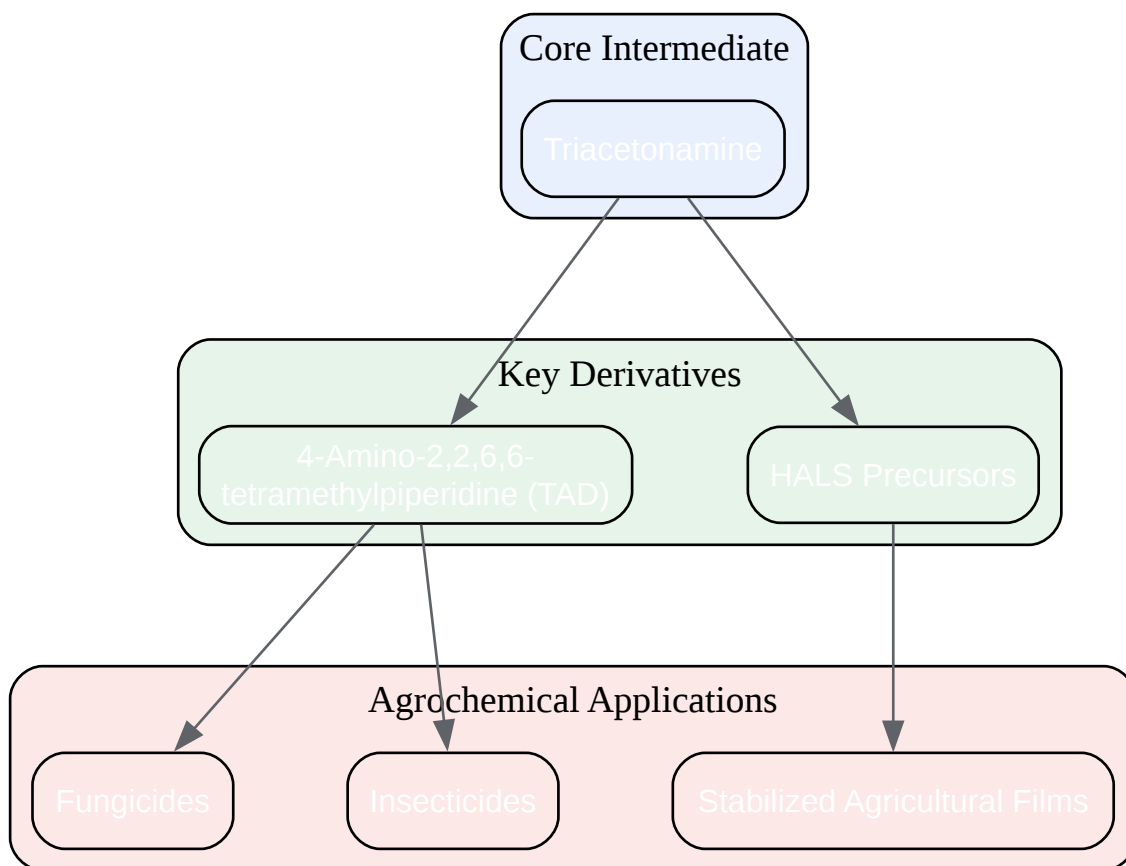 Core Intermediate
Triacetonamine
Key Derivatives
4-Amino-2,2,6,6-
tetramethylpiperidine (TAD)
HALS Precursors
Agrochemical Applications
Fungicides
Insecticides
Stabilized Agricultural Films